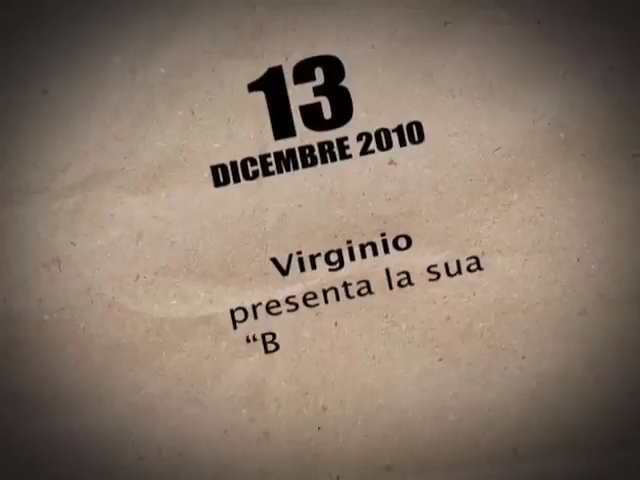 13
DICEMBRE 2010
Virginio
presenta la sua
“B